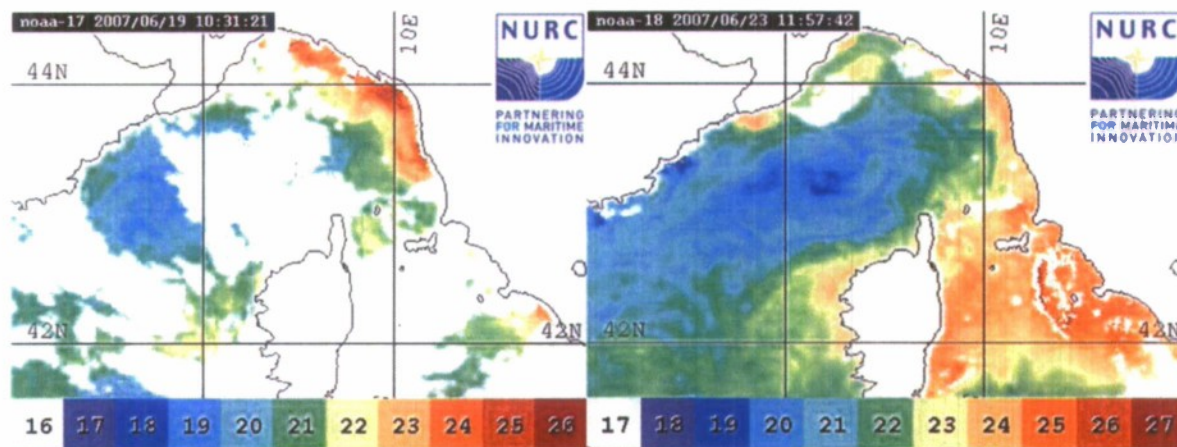 noaa-17 2007/06/19 10:31:21
10E
NURC
44N
PARTNERING
FOR MARITIME
INNOVATION
42N
42N
16 17 18 19 20 21 22 23 24 25 26
noaa-18 2007/06/23 11:57:42
10E
NURC
44N
PARTNERING
FOR MARITIME
INNOVATION
42N
42N
17 18 19 20 21 22 23 24 25 26 27